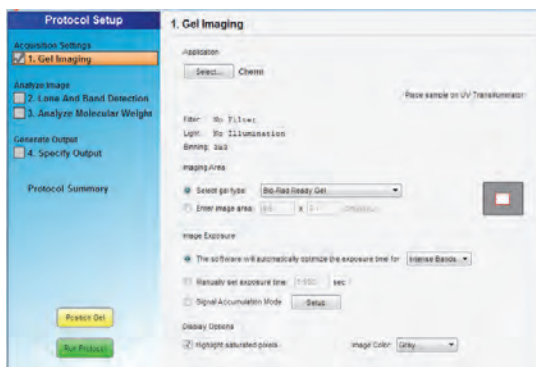 Protocol Setup
Acquisition Settings
1. Gel Imaging
Analyze Image
2. Lane And Band Detection
3. Analyze Molecular Weight
Generate Output
4. Specify Output
Protocol Summary
Position Gel
Run Protocol
1. Gel Imaging
Application
Select... Chemi
Place sample on UV Transilluminator
Filter: No Filter
Light: No Illumination
Binning: 3x3
Imaging Area
Select gel type: Bio-Rad Ready Gel
Enter image area: x
Image Exposure
The software will automatically optimize the exposure time for Intense Bands
Manually set exposure time: sec
Signal Accumulation Mode Setup
Display Options
Highlight saturated pixels Image Color: Gray